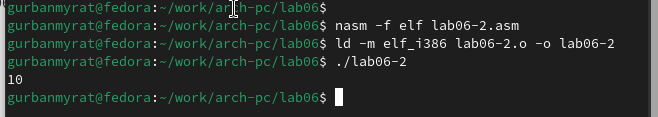 gurbanmyrat@fedora:~/work/arch-pc/lab06$
gurbanmyrat@fedora:~/work/arch-pc/lab06$ nasm -f elf lab06-2.asm
gurbanmyrat@fedora:~/work/arch-pc/lab06$ ld -m elf_i386 lab06-2.o -o lab06-2
gurbanmyrat@fedora:~/work/arch-pc/lab06$ ./lab06-2
10
gurbanmyrat@fedora:~/work/arch-pc/lab06$